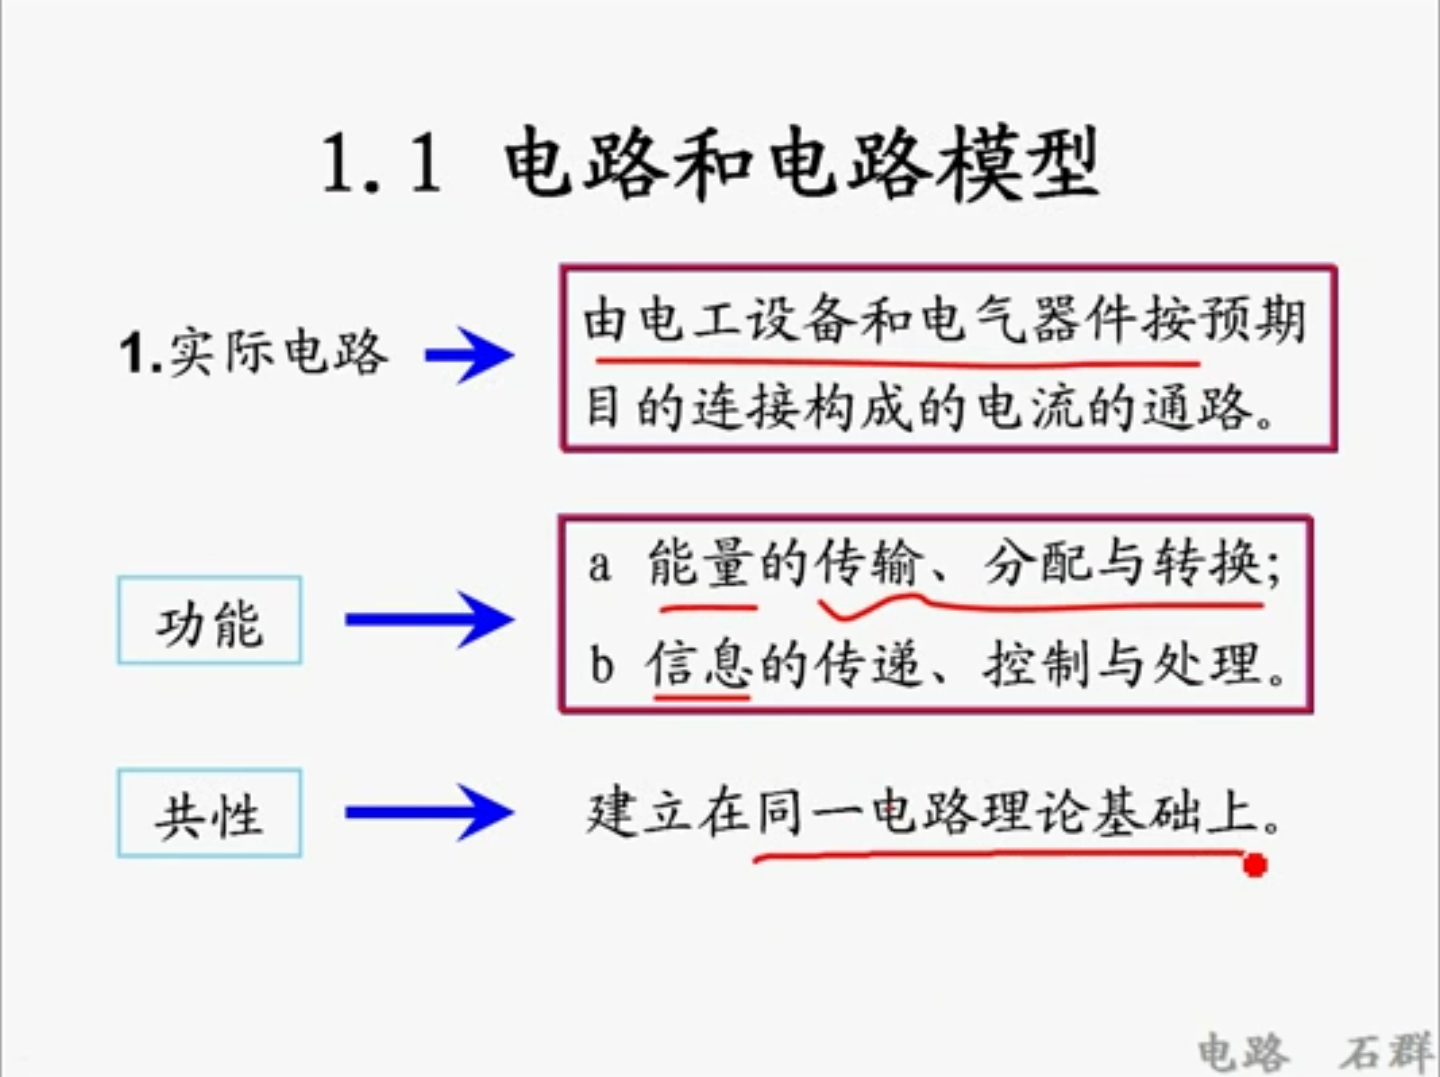 1.1 电路和电路模型
1.实际电路
由电工设备和电气器件按预期
目的连接构成的电流的通路。
功能
a 能量的传输、分配与转换;
b 信息的传递、控制与处理。
共性
建立在同一电路理论基础上。
电路 石群